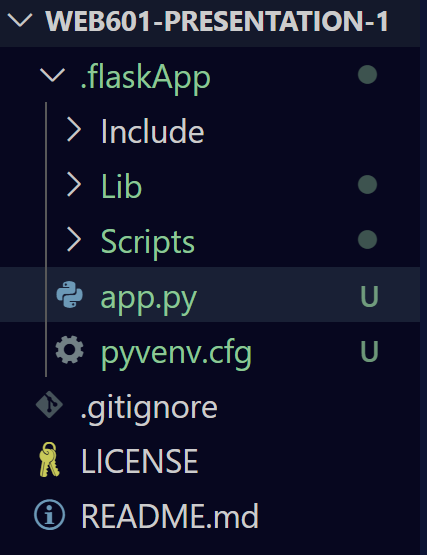 WEB601-PRESENTATION-1
.flaskApp
Include
Lib
Scripts
app.py U
pyvenv.cfg U
.gitignore
LICENSE
README.md